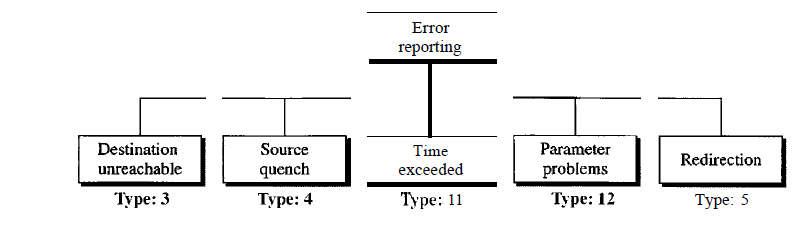 Error
reporting
Destination
unreachable
Source
quench
Time
exceeded
Parameter
problems
Redirection
Type: 3
Type: 4
Type: 11
Type: 12
Type: 5